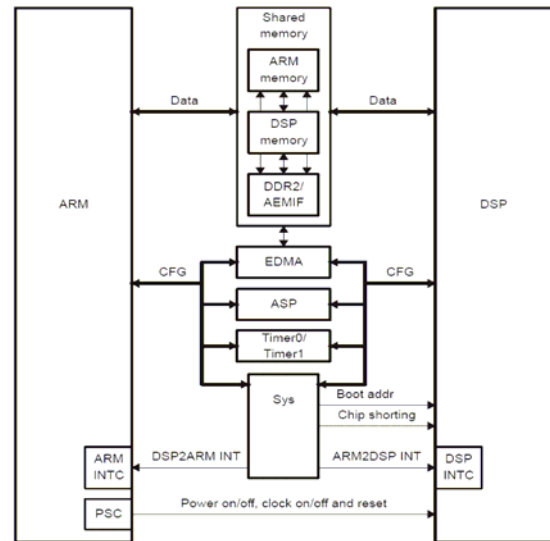 Shared
memory
ARM
memory
Data
Data
DSP
memory
DDR2/
AEMIF
ARM
DSP
EDMA
CFG
CFG
ASP
Timer0/
Timer1
Sys
Boot addr
Chip shorting
ARM
INTC
DSP2ARM INT
ARM2DSP INT
DSP
INTC
PSC
Power on/off, clock on/off and reset